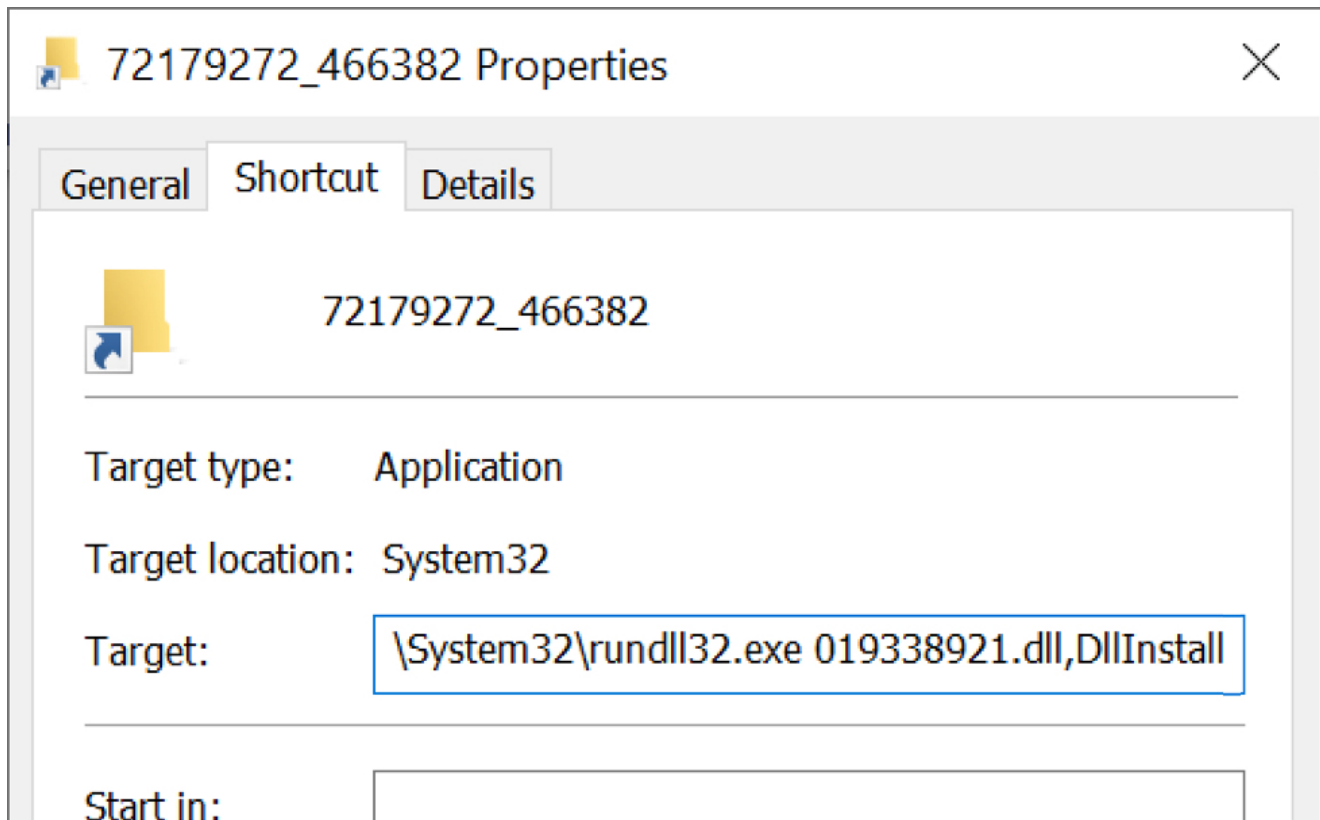 72179272_466382 Properties
General Shortcut Details
72179272_466382
Target type: Application
Target location: System32
Target: \System32\rundll32.exe 019338921.dll,DllInstall
Start in: